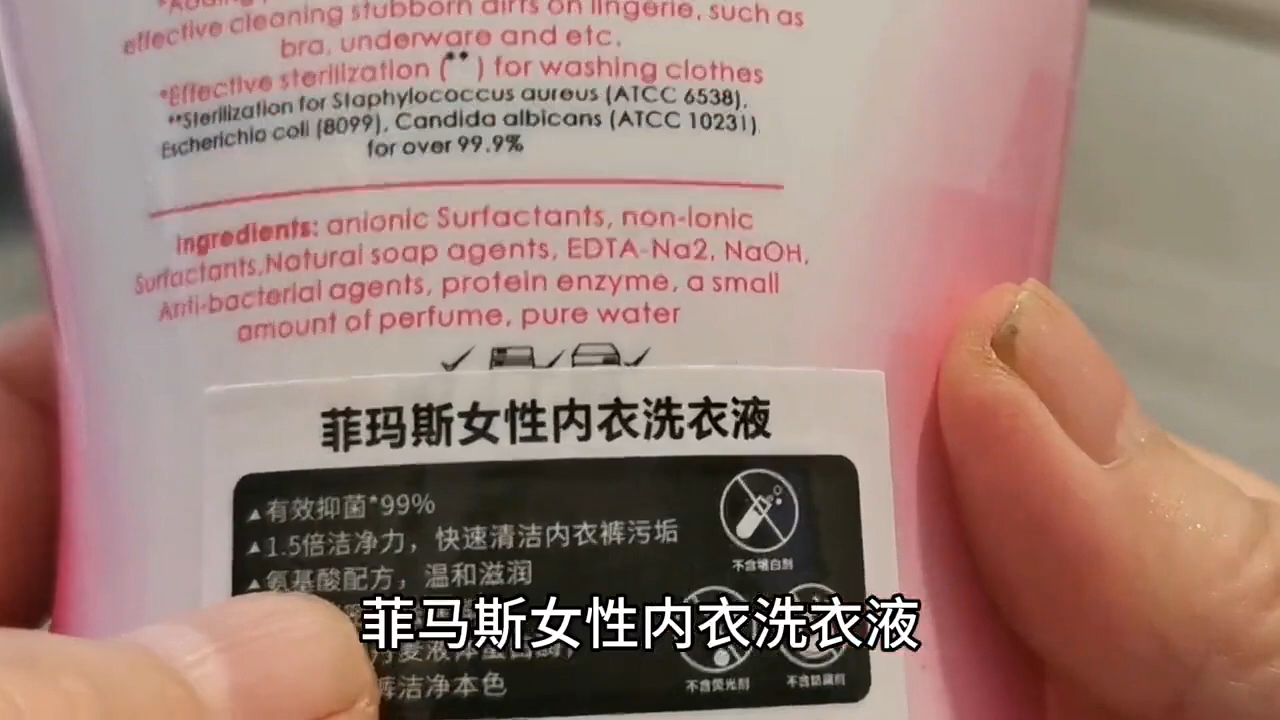 effective cleaning stubborn dirts on lingerie, such as
bra, underware and etc.
*Effective sterilization (**) for washing clothes
**Sterilization for Staphylococcus aureus (ATCC 6538),
Escherichia coli (8099), Candida albicans (ATCC 10231)
for over 99.9%
Ingredients: anionic Surfactants, non-ionic
Surfactants,Natural soap agents, EDTA-Na2, NaOH,
Anti-bacterial agents, protein enzyme, a small
amount of perfume, pure water
菲玛斯女性内衣洗衣液
▲有效抑菌*99%
▲1.5倍洁净力，快速清洁内衣裤污垢
▲氨基酸配方，温和滋润
不含增白剂
菲马斯女性内衣洗衣液
裤洁净本色
不含荧光剂
不含防腐剂